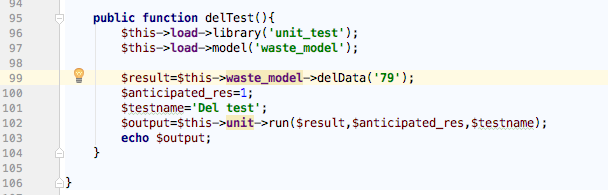 94
95 public function delTest(){
96 $this->load->library('unit_test');
97 $this->load->model('waste_model');
98
99 $result=$this->waste_model->delData('79');
100 $anticipated_res=1;
101 $testname='Del test';
102 $output=$this->unit->run($result,$anticipated_res,$testname);
103 echo $output;
104 }
105
106 }